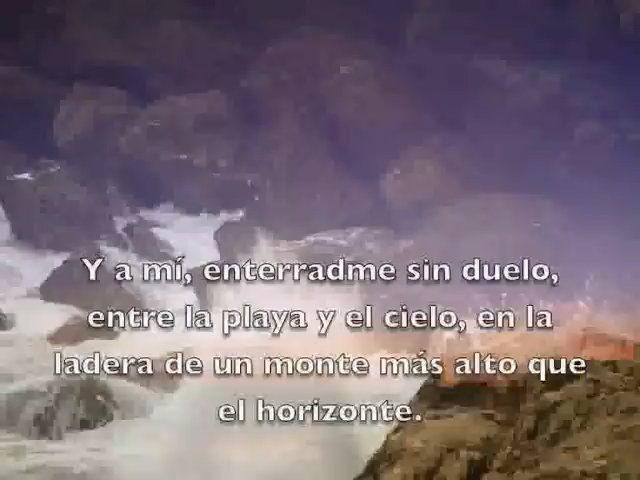 Y a mí, enterradme sin duelo,
entre la playa y el cielo, en la
ladera de un monte más alto que
el horizonte.